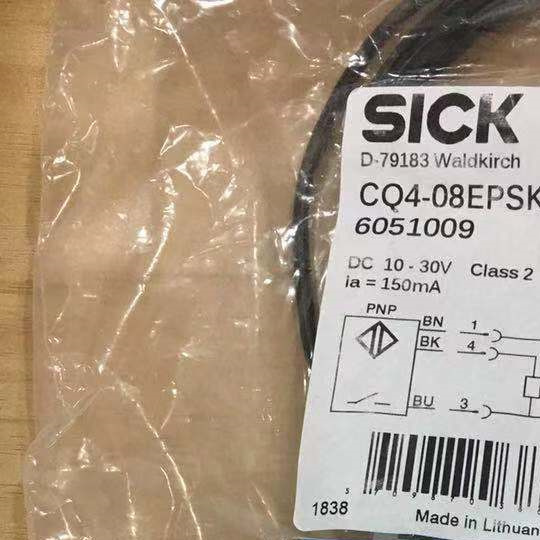 SICK
D-79183 Waldkirch
CQ4-08EPSK
6051009
DC 10-30V Class 2
Ia = 150mA
PNP
BN 1
BK 4
BU 3
1838
Made in Lithuan